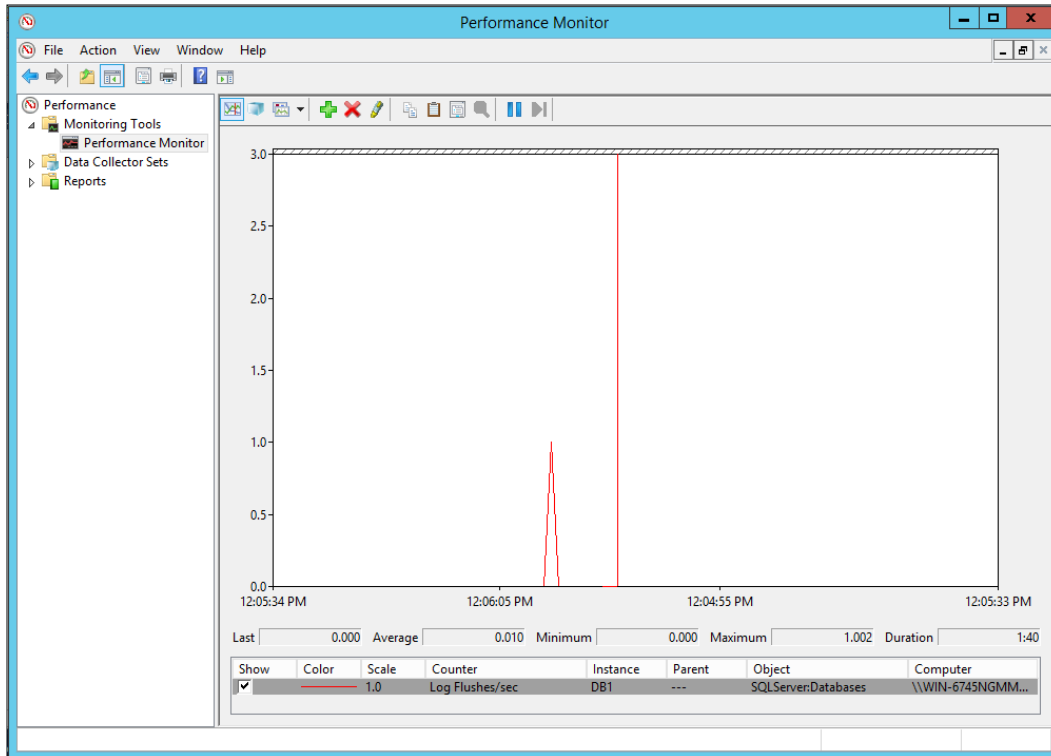 Performance Monitor
File Action View Window Help
Performance
Monitoring Tools
Performance Monitor
Data Collector Sets
Reports
3.0
2.5
2.0
1.5
1.0
0.5
0.0
12:05:34 PM 12:06:05 PM 12:04:55 PM 12:05:33 PM
Last 0.000 Average 0.010 Minimum 0.000 Maximum 1.002 Duration 1:40
Show Color Scale Counter Instance Parent Object Computer
1.0 Log Flushes/sec DB1 --- SQLServer:Databases \\WIN-6745NGMM...